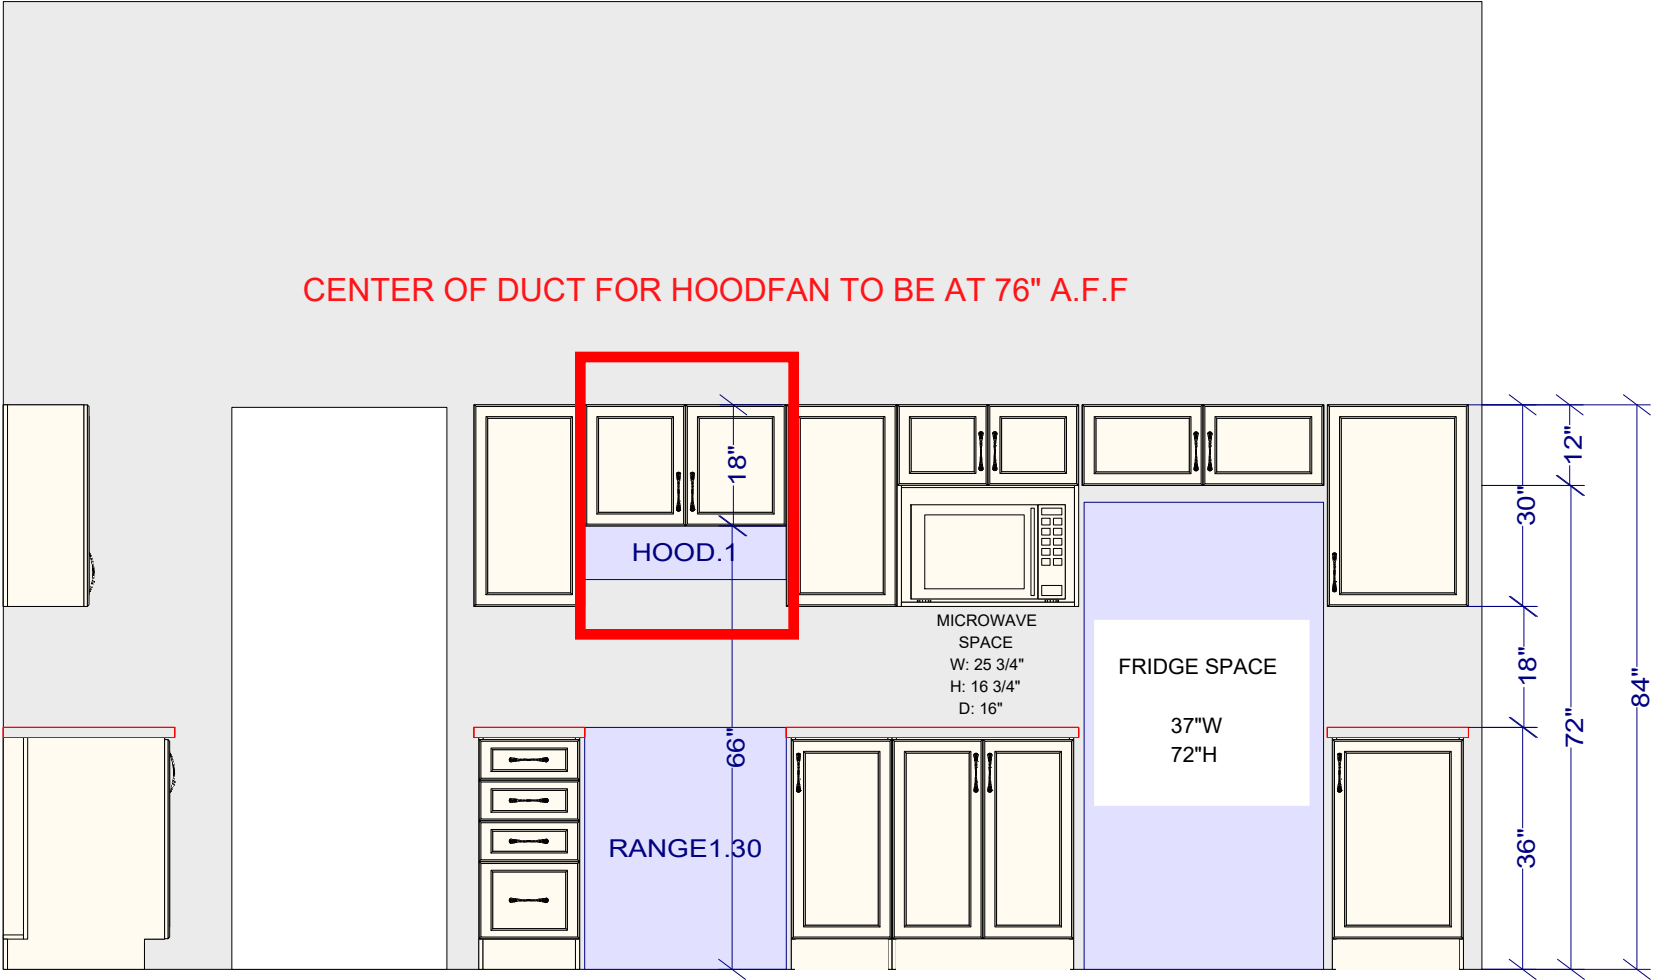 CENTER OF DUCT FOR HOODFAN TO BE AT 76" A.F.F
18"
HOOD.1
12"
30"
MICROWAVE
SPACE
W: 25 3/4"
H: 16 3/4"
D: 16"
FRIDGE SPACE
37"W
72"H
18"
84"
72"
66"
RANGE1.30
36"